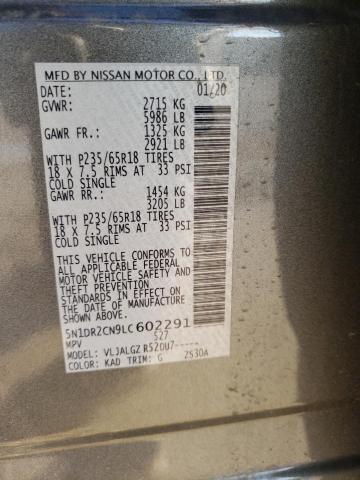 MFD BY NISSAN MOTOR CO., LTD.
DATE: 01/20
GVWR: 2715 KG
5986 LB
GAWR FR.: 1325 KG
2921 LB
WITH P235/65R18 TIRES
18 X 7.5 RIMS AT 33 PSI
COLD SINGLE
GAWR RR.: 1454 KG
3205 LB
WITH P235/65R18 TIRES
18 X 7.5 RIMS AT 33 PSI
COLD SINGLE
THIS VEHICLE CONFORMS TO ALL
APPLICABLE U.S. FEDERAL
MOTOR VEHICLE SAFETY AND
THEFT PREVENTION
STANDARDS IN EFFECT
ON THE DATE OF
MANUFACTURE SHOWN ABOVE.
5N1DR2CN9LC602291
MPV 527
MODEL: VLJALGZ R520U7-----
COLOR: KAD TRIM: G ZS30A